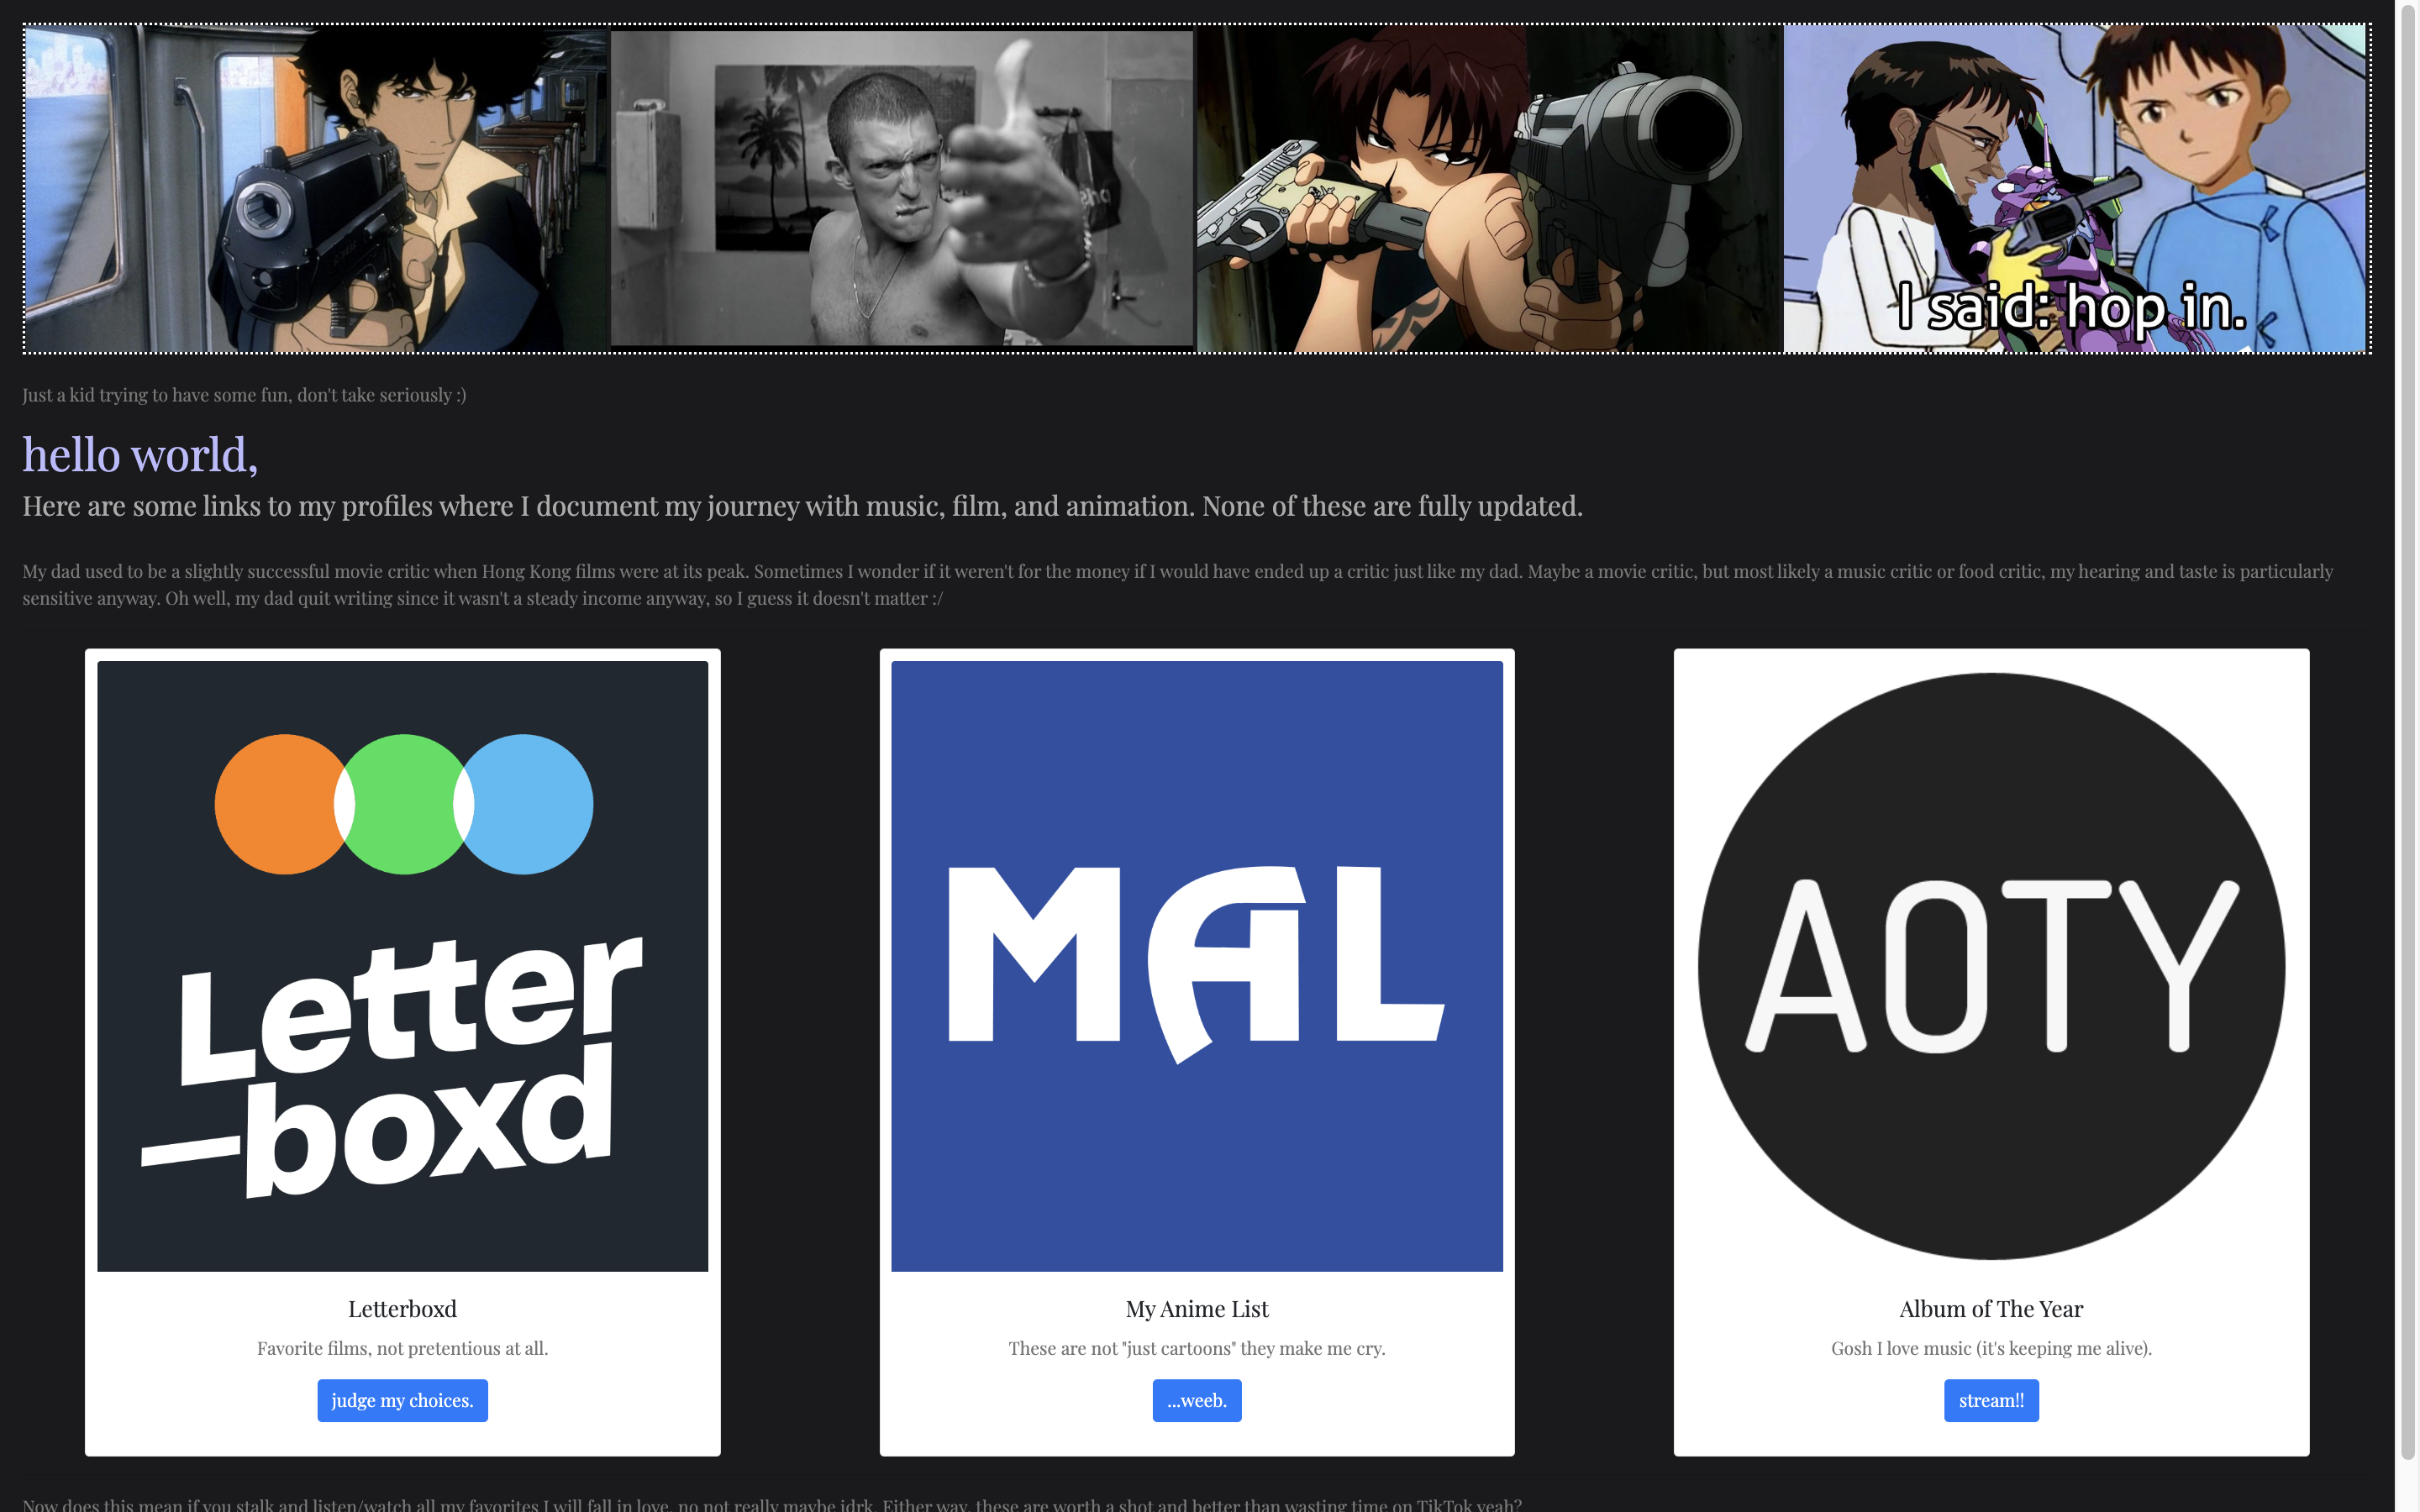 I said: hop in.
Just a kid trying to have some fun, don't take seriously :)
hello world,
Here are some links to my profiles where I document my journey with music, film, and animation. None of these are fully updated.
My dad used to be a slightly successful movie critic when Hong Kong films were at its peak. Sometimes I wonder if it weren't for the money if I would have ended up a critic just like my dad. Maybe a movie critic, but most likely a music critic or food critic, my hearing and taste is particularly
sensitive anyway. Oh well, my dad quit writing since it wasn't a steady income anyway, so I guess it doesn't matter :/
Letter
boxd
Letterboxd
Favorite films, not pretentious at all.
judge my choices.
MAL
My Anime List
These are not "just cartoons" they make me cry.
...weeb.
AOTY
Album of The Year
Gosh I love music (it's keeping me alive).
stream!!
Now does this mean if you stalk and listen/watch all my favorites I will fall in love, no not really maybe idrk. Either way, these are worth a shot and better than wasting time on TikTok yeah?